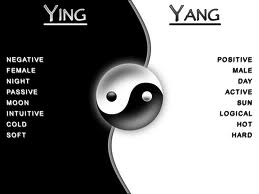 YING
NEGATIVE
FEMALE
NIGHT
PASSIVE
MOON
INTUITIVE
COLD
SOFT
YANG
POSITIVE
MALE
DAY
ACTIVE
SUN
LOGICAL
HOT
HARD